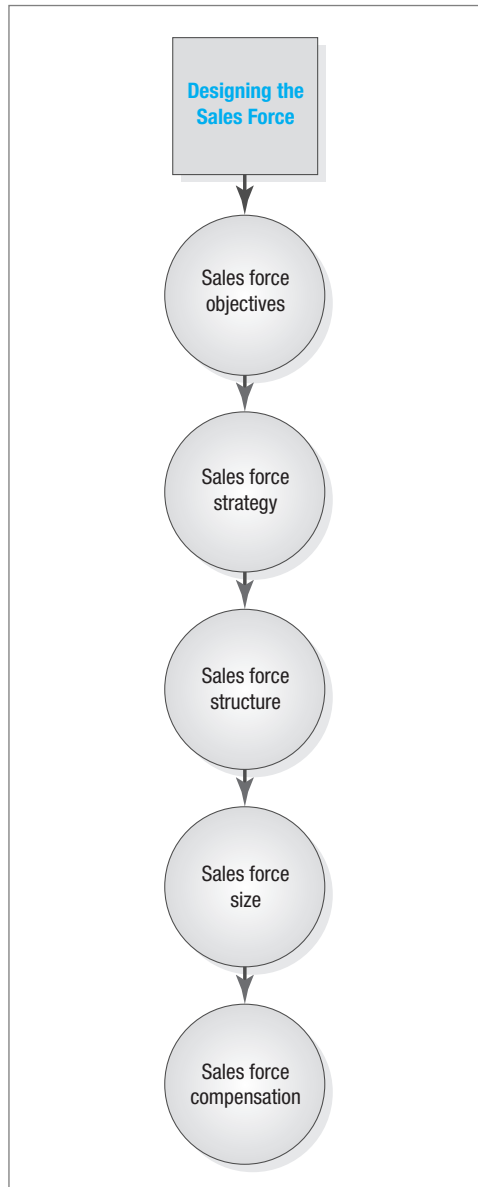 Designing the
Sales Force
Sales force
objectives
Sales force
strategy
Sales force
structure
Sales force
size
Sales force
compensation